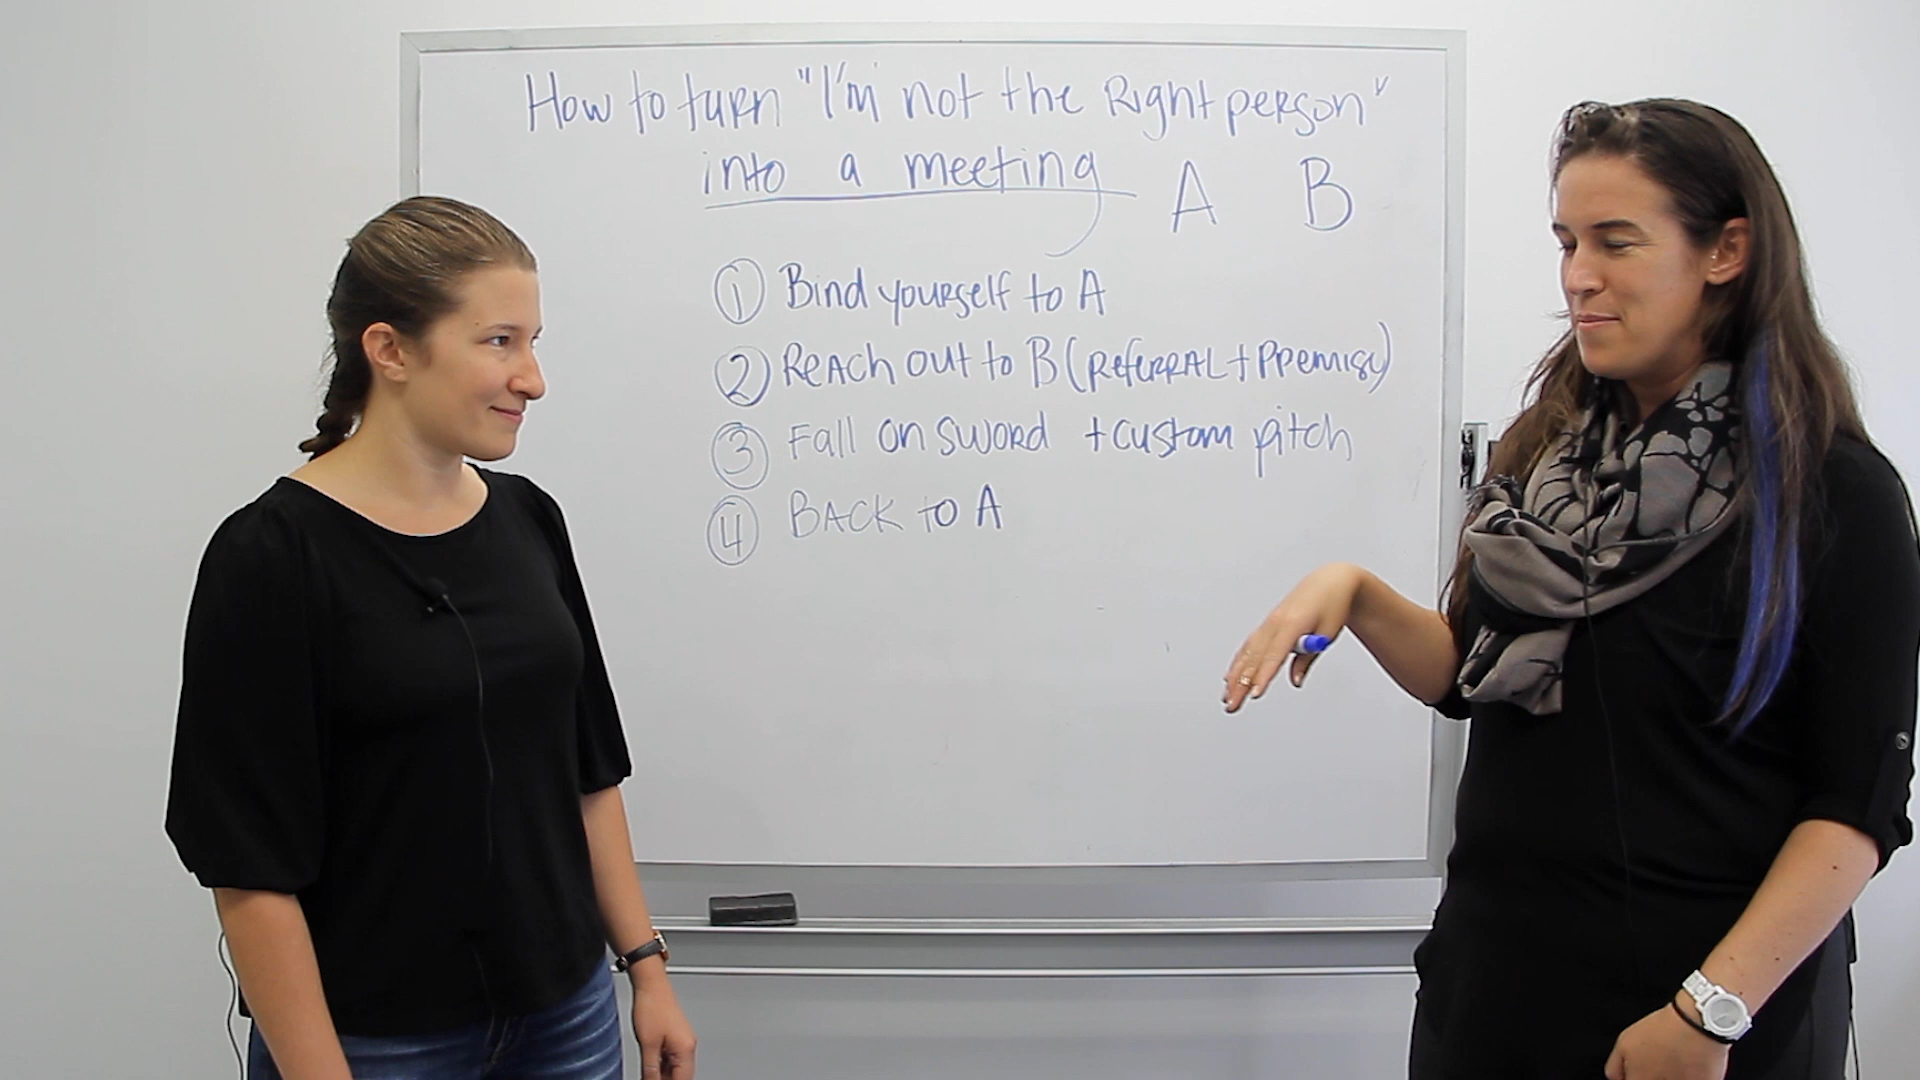 How to turn "I'm not the Right person"
into a meeting
A B
① Bind yourself to A
② Reach out to B (Referral + Premise)
③ Fall on sword + custom pitch
④ Back to A